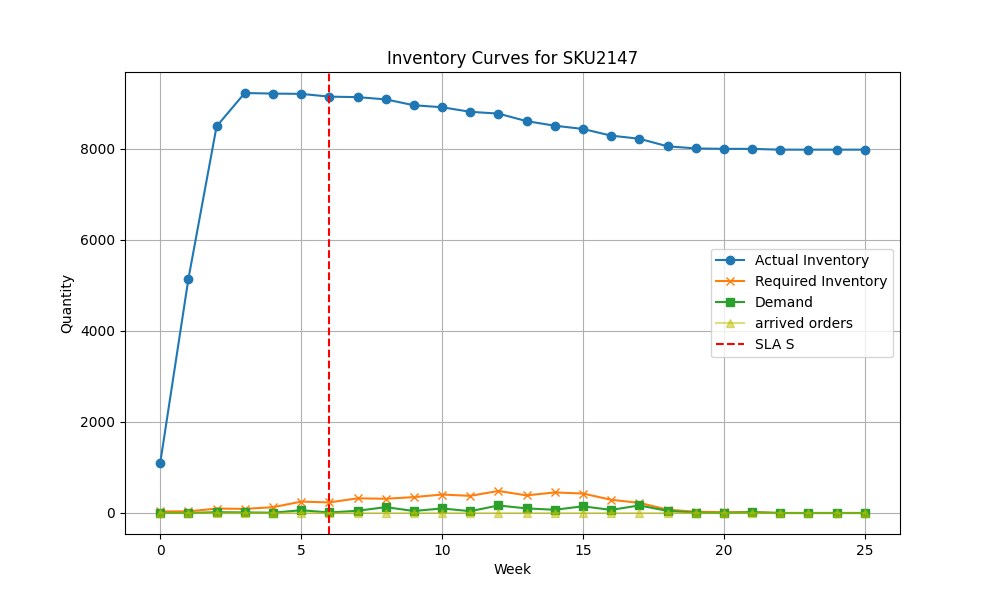 Inventory Curves for SKU2147
Quantity
8000
6000
4000
2000
0
Actual Inventory
Required Inventory
Demand
arrived orders
SLA S
0 5 10 15 20 25
Week